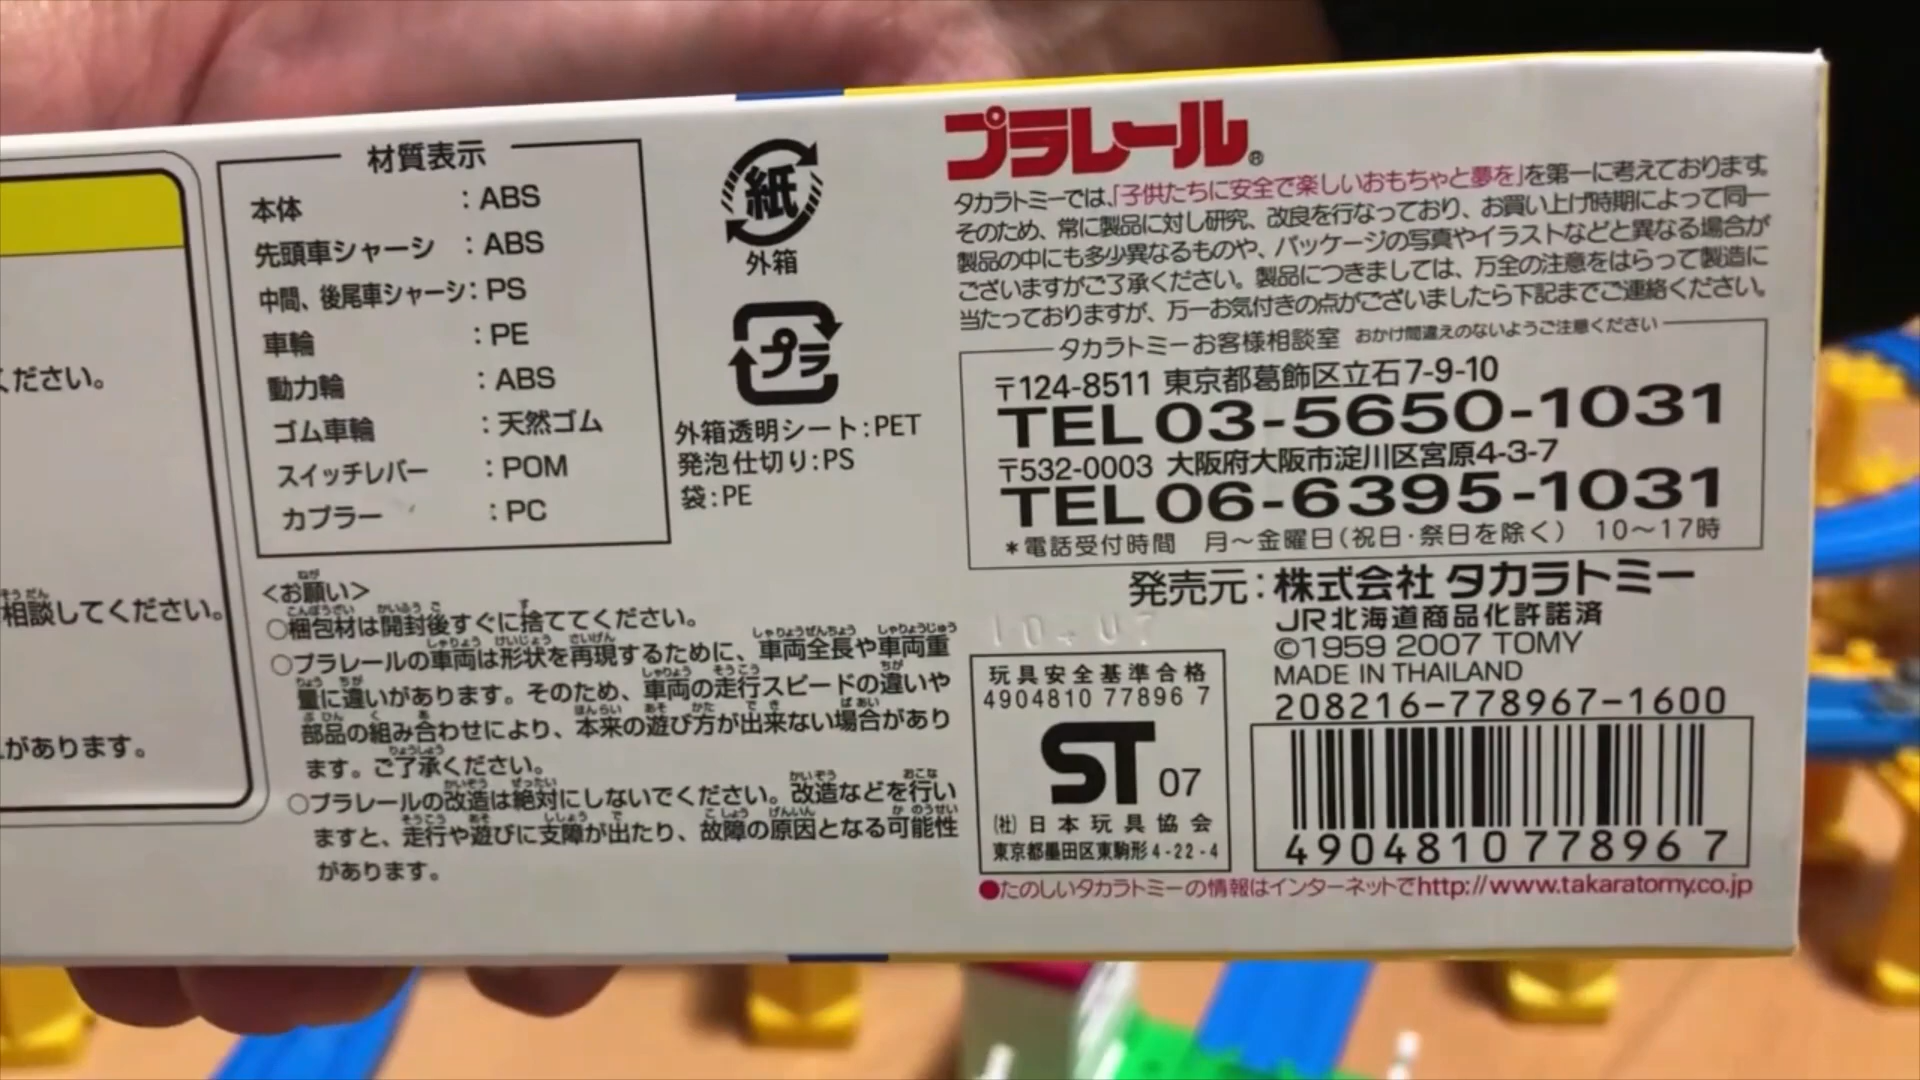 ください。
相談してください。
があります。
材質表示
本体 : ABS
先頭車シャーシ : ABS
中間、後尾車シャーシ : PS
車輪 : PE
動力輪 : ABS
ゴム車輪 : 天然ゴム
スイッチレバー : POM
カプラー : PC
<お願い>
○梱包材は開封後すぐに捨ててください。
○プラレールの車両は形状を再現するために、車両全長や車両重
量に違いがあります。そのため、車両の走行スピードの違いや
部品の組み合わせにより、本来の遊び方が出来ない場合があり
ます。ご了承ください。
○プラレールの改造は絶対にしないでください。改造などを行い
ますと、走行や遊びに支障が出たり、故障の原因となる可能性
があります。
紙
外箱
プラ
外箱透明シート:PET
発泡仕切り:PS
袋:PE
プラレール®
タカラトミーでは、「子供たちに安全で楽しいおもちゃと夢を」を第一に考えております。
そのため、常に製品に対し研究、改良を行なっており、お買い上げ時期によって同一
製品の中にも多少異なるものや、パッケージの写真やイラストなどと異なる場合が
ございますがご了承ください。製品につきましては、万全の注意をはらって製造に
当たっておりますが、万一お気付きの点がございましたら下記までご連絡ください。
タカラトミーお客様相談室 おかけ間違えのないようご注意ください
〒124-8511 東京都葛飾区立石7-9-10
TEL 03-5650-1031
〒532-0003 大阪府大阪市淀川区宮原4-3-7
TEL 06-6395-1031
*電話受付時間 月～金曜日(祝日・祭日を除く) 10～17時
発売元:株式会社 タカラトミー
JR北海道商品化許諾済
©1959 2007 TOMY
MADE IN THAILAND
208216-778967-1600
玩具安全基準合格
4904810 77896 7
ST 07
(社)日本玩具協会
東京都墨田区東駒形4-22-4
4904810778967
●たのしいタカラトミーの情報はインターネットでhttp://www.takaratomy.co.jp